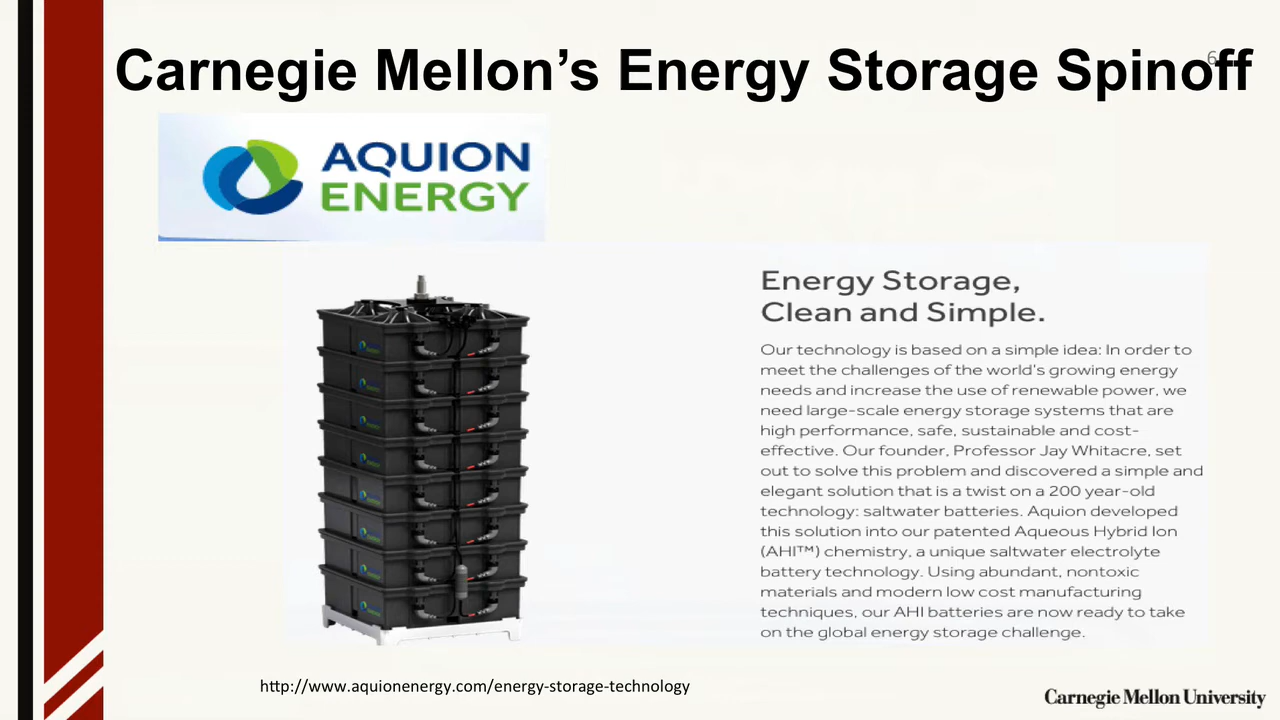 Carnegie Mellon’s Energy Storage Spinoff
6
AQUION
ENERGY
Energy Storage,
Clean and Simple.
Our technology is based on a simple idea: In order to
meet the challenges of the world's growing energy
needs and increase the use of renewable power, we
need large-scale energy storage systems that are
high performance, safe, sustainable and cost-
effective. Our founder, Professor Jay Whitacre, set
out to solve this problem and discovered a simple and
elegant solution that is a twist on a 200 year-old
technology: saltwater batteries. Aquion developed
this solution into our patented Aqueous Hybrid Ion
(AHI™) chemistry, a unique saltwater electrolyte
battery technology. Using abundant, nontoxic
materials and modern low cost manufacturing
techniques, our AHI batteries are now ready to take
on the global energy storage challenge.
http://www.aquionenergy.com/energy-storage-technology
Carnegie Mellon University